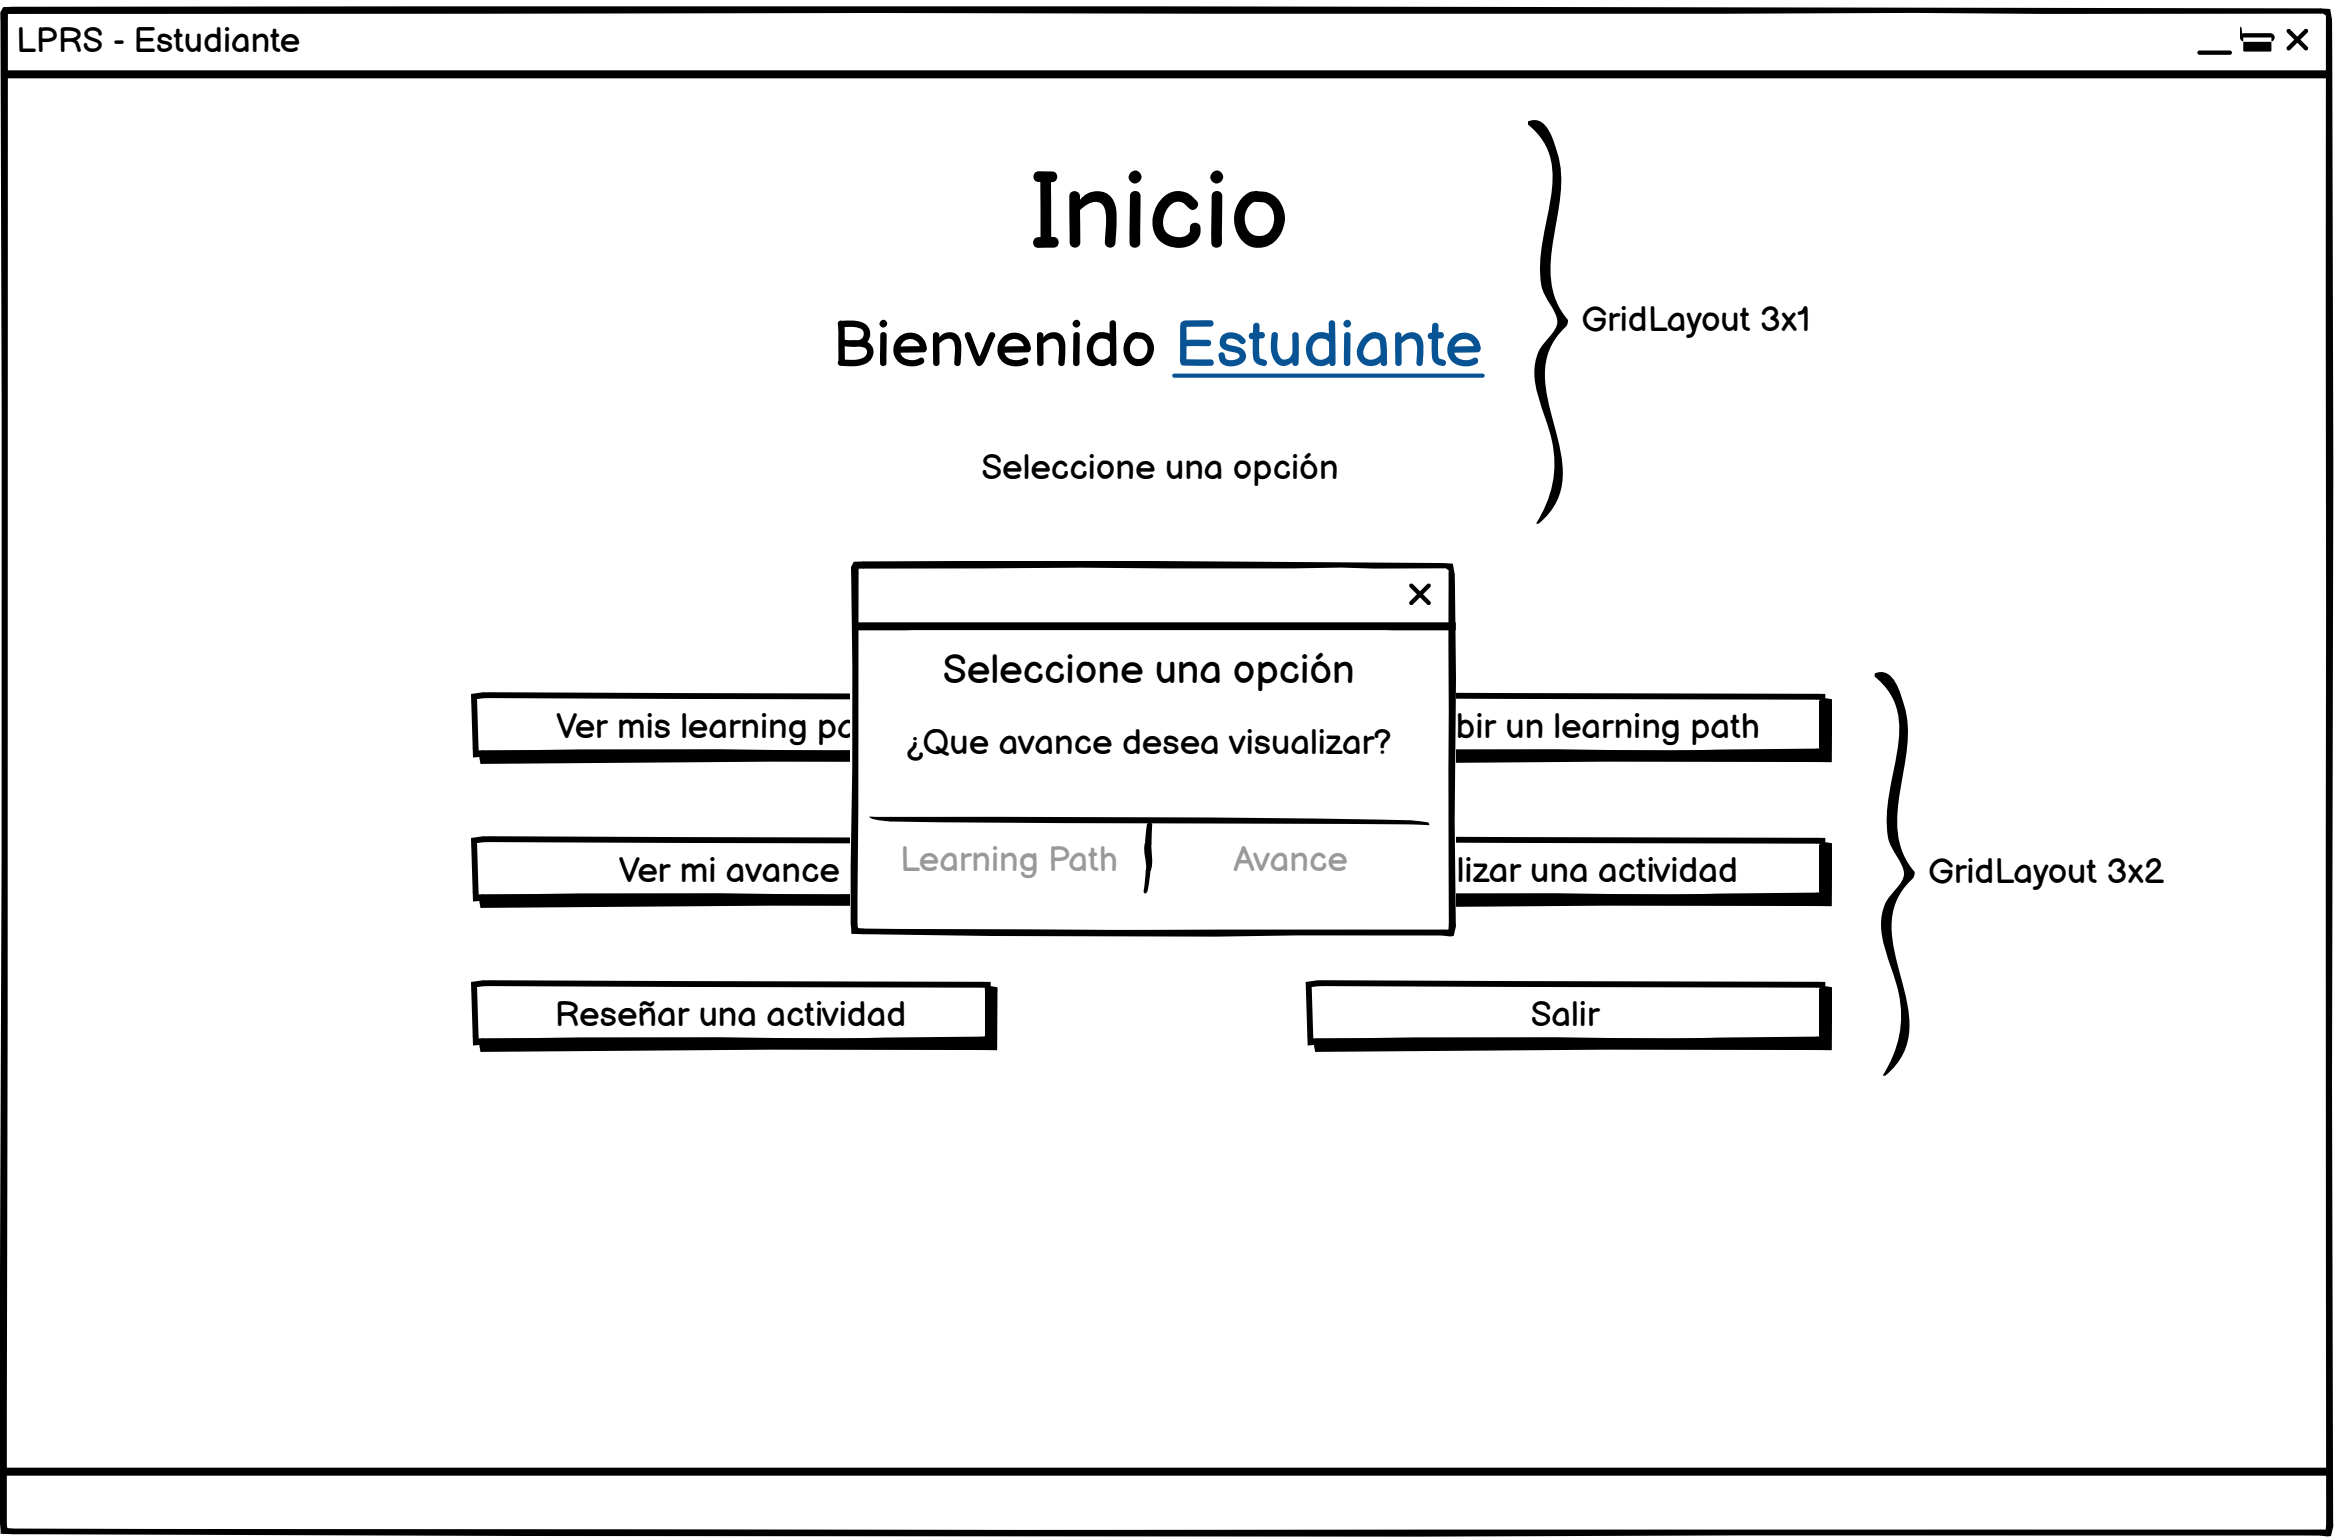 LPRS - Estudiante
Inicio
Bienvenido Estudiante
GridLayout 3x1
Seleccione una opción
Seleccione una opción
¿Que avance desea visualizar?
Learning Path
Avance
Ver mis learning
bir un learning path
Ver mi avance
lizar una actividad
GridLayout 3x2
Reseñar una actividad
Salir